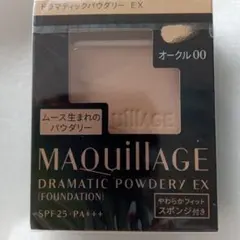 ドラマティックパウダリー EX
オークル00
ムース生まれの
パウダリー
MAQuillAGE
MAQuillAGE
DRAMATIC POWDERY EX
(FOUNDATION)
やわらかフィット
スポンジ付き
SPF25・PA+++